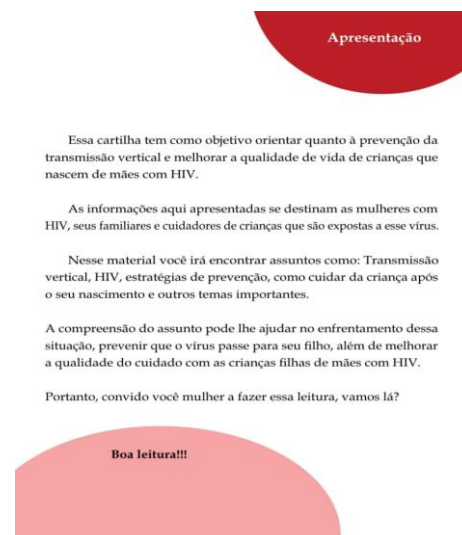 Apresentação
Essa cartilha tem como objetivo orientar quanto à prevenção da
transmissão vertical e melhorar a qualidade de vida de crianças que
nascem de mães com HIV.
As informações aqui apresentadas se destinam as mulheres com
HIV, seus familiares e cuidadores de crianças que são expostas a esse vírus.
Nesse material você irá encontrar assuntos como: Transmissão
vertical, HIV, estratégias de prevenção, como cuidar da criança após
o seu nascimento e outros temas importantes.
A compreensão do assunto pode lhe ajudar no enfrentamento dessa
situação, prevenir que o vírus passe para seu filho, além de melhorar
a qualidade do cuidado com as crianças filhas de mães com HIV.
Portanto, convido você mulher a fazer essa leitura, vamos lá?
Boa leitura!!!